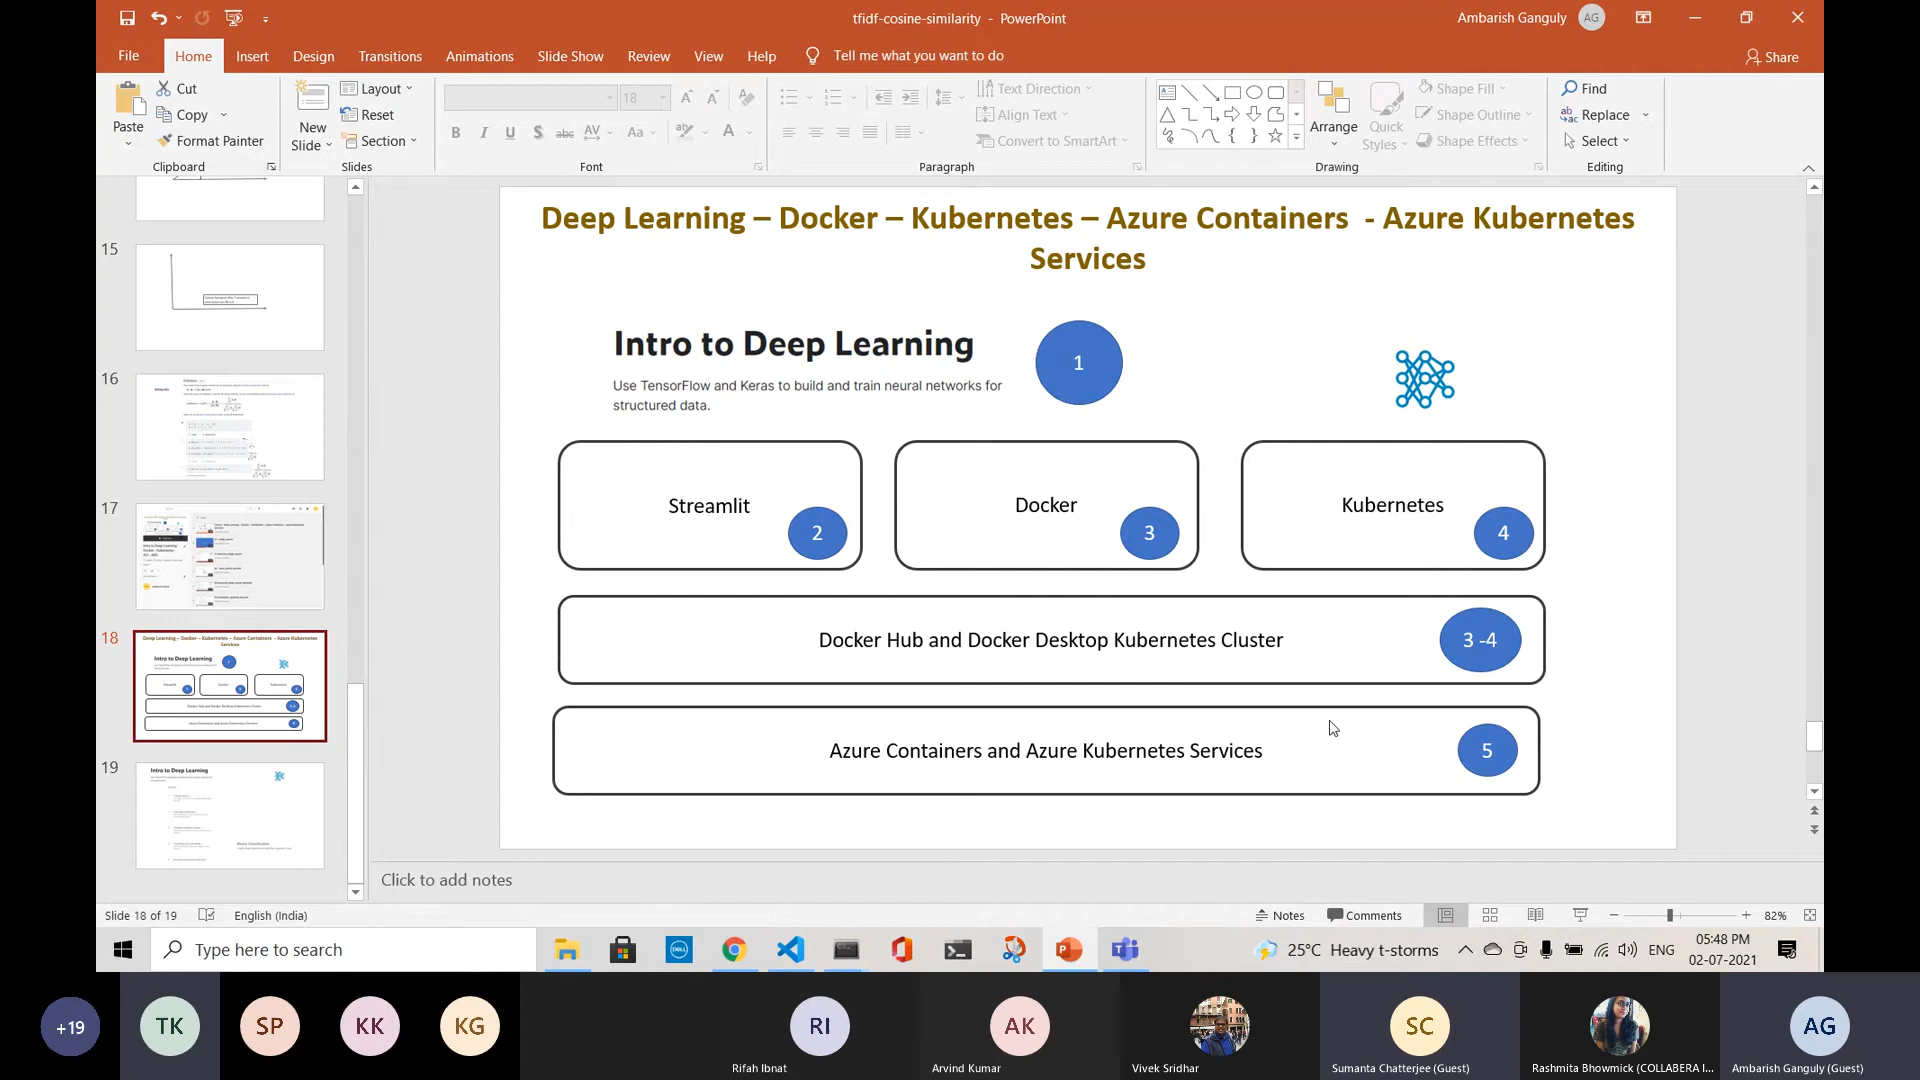 tfidf-cosine-similarity - PowerPoint
Ambarish Ganguly AG
File Home Insert Design Transitions Animations Slide Show Review View Help Tell me what you want to do
Share
Paste
Cut
Copy
Format Painter
Clipboard
New
Slide
Layout
Reset
Section
Slides
18
B I U S abc AV Aa A
Font
Text Direction
Align Text
Convert to SmartArt
Paragraph
Arrange
Quick
Styles
Shape Fill
Shape Outline
Shape Effects
Drawing
Find
Replace
Select
Editing
15
16
17
18
19
Deep Learning – Docker – Kubernetes – Azure Containers - Azure Kubernetes
Services
Intro to Deep Learning
1
Use TensorFlow and Keras to build and train neural networks for
structured data.
Streamlit
2
Docker
3
Kubernetes
4
Docker Hub and Docker Desktop Kubernetes Cluster
3 -4
Azure Containers and Azure Kubernetes Services
5
Click to add notes
Slide 18 of 19 English (India) Notes Comments 82%
Type here to search
25°C Heavy t-storms
ENG
05:48 PM
02-07-2021
+19
TK
SP
KK
KG
RI
AK
SC
AG
Rifah Ibnat
Arvind Kumar
Vivek Sridhar
Sumanta Chatterjee (Guest)
Rashmita Bhowmick (COLLABERA I...
Ambarish Ganguly (Guest)